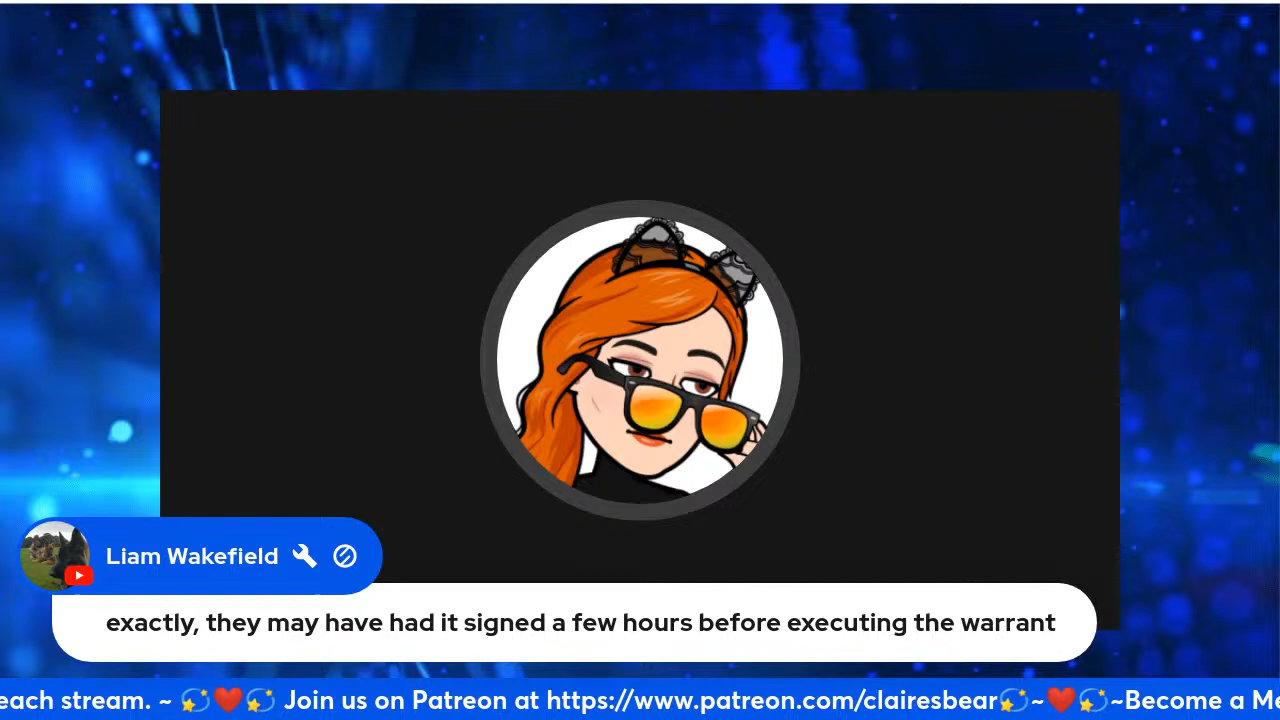 Liam Wakefield
exactly, they may have had it signed a few hours before executing the warrant
each stream. ~ 💫❤️💫 Join us on Patreon at https://www.patreon.com/clairesbear💫~❤️💫~Become a M